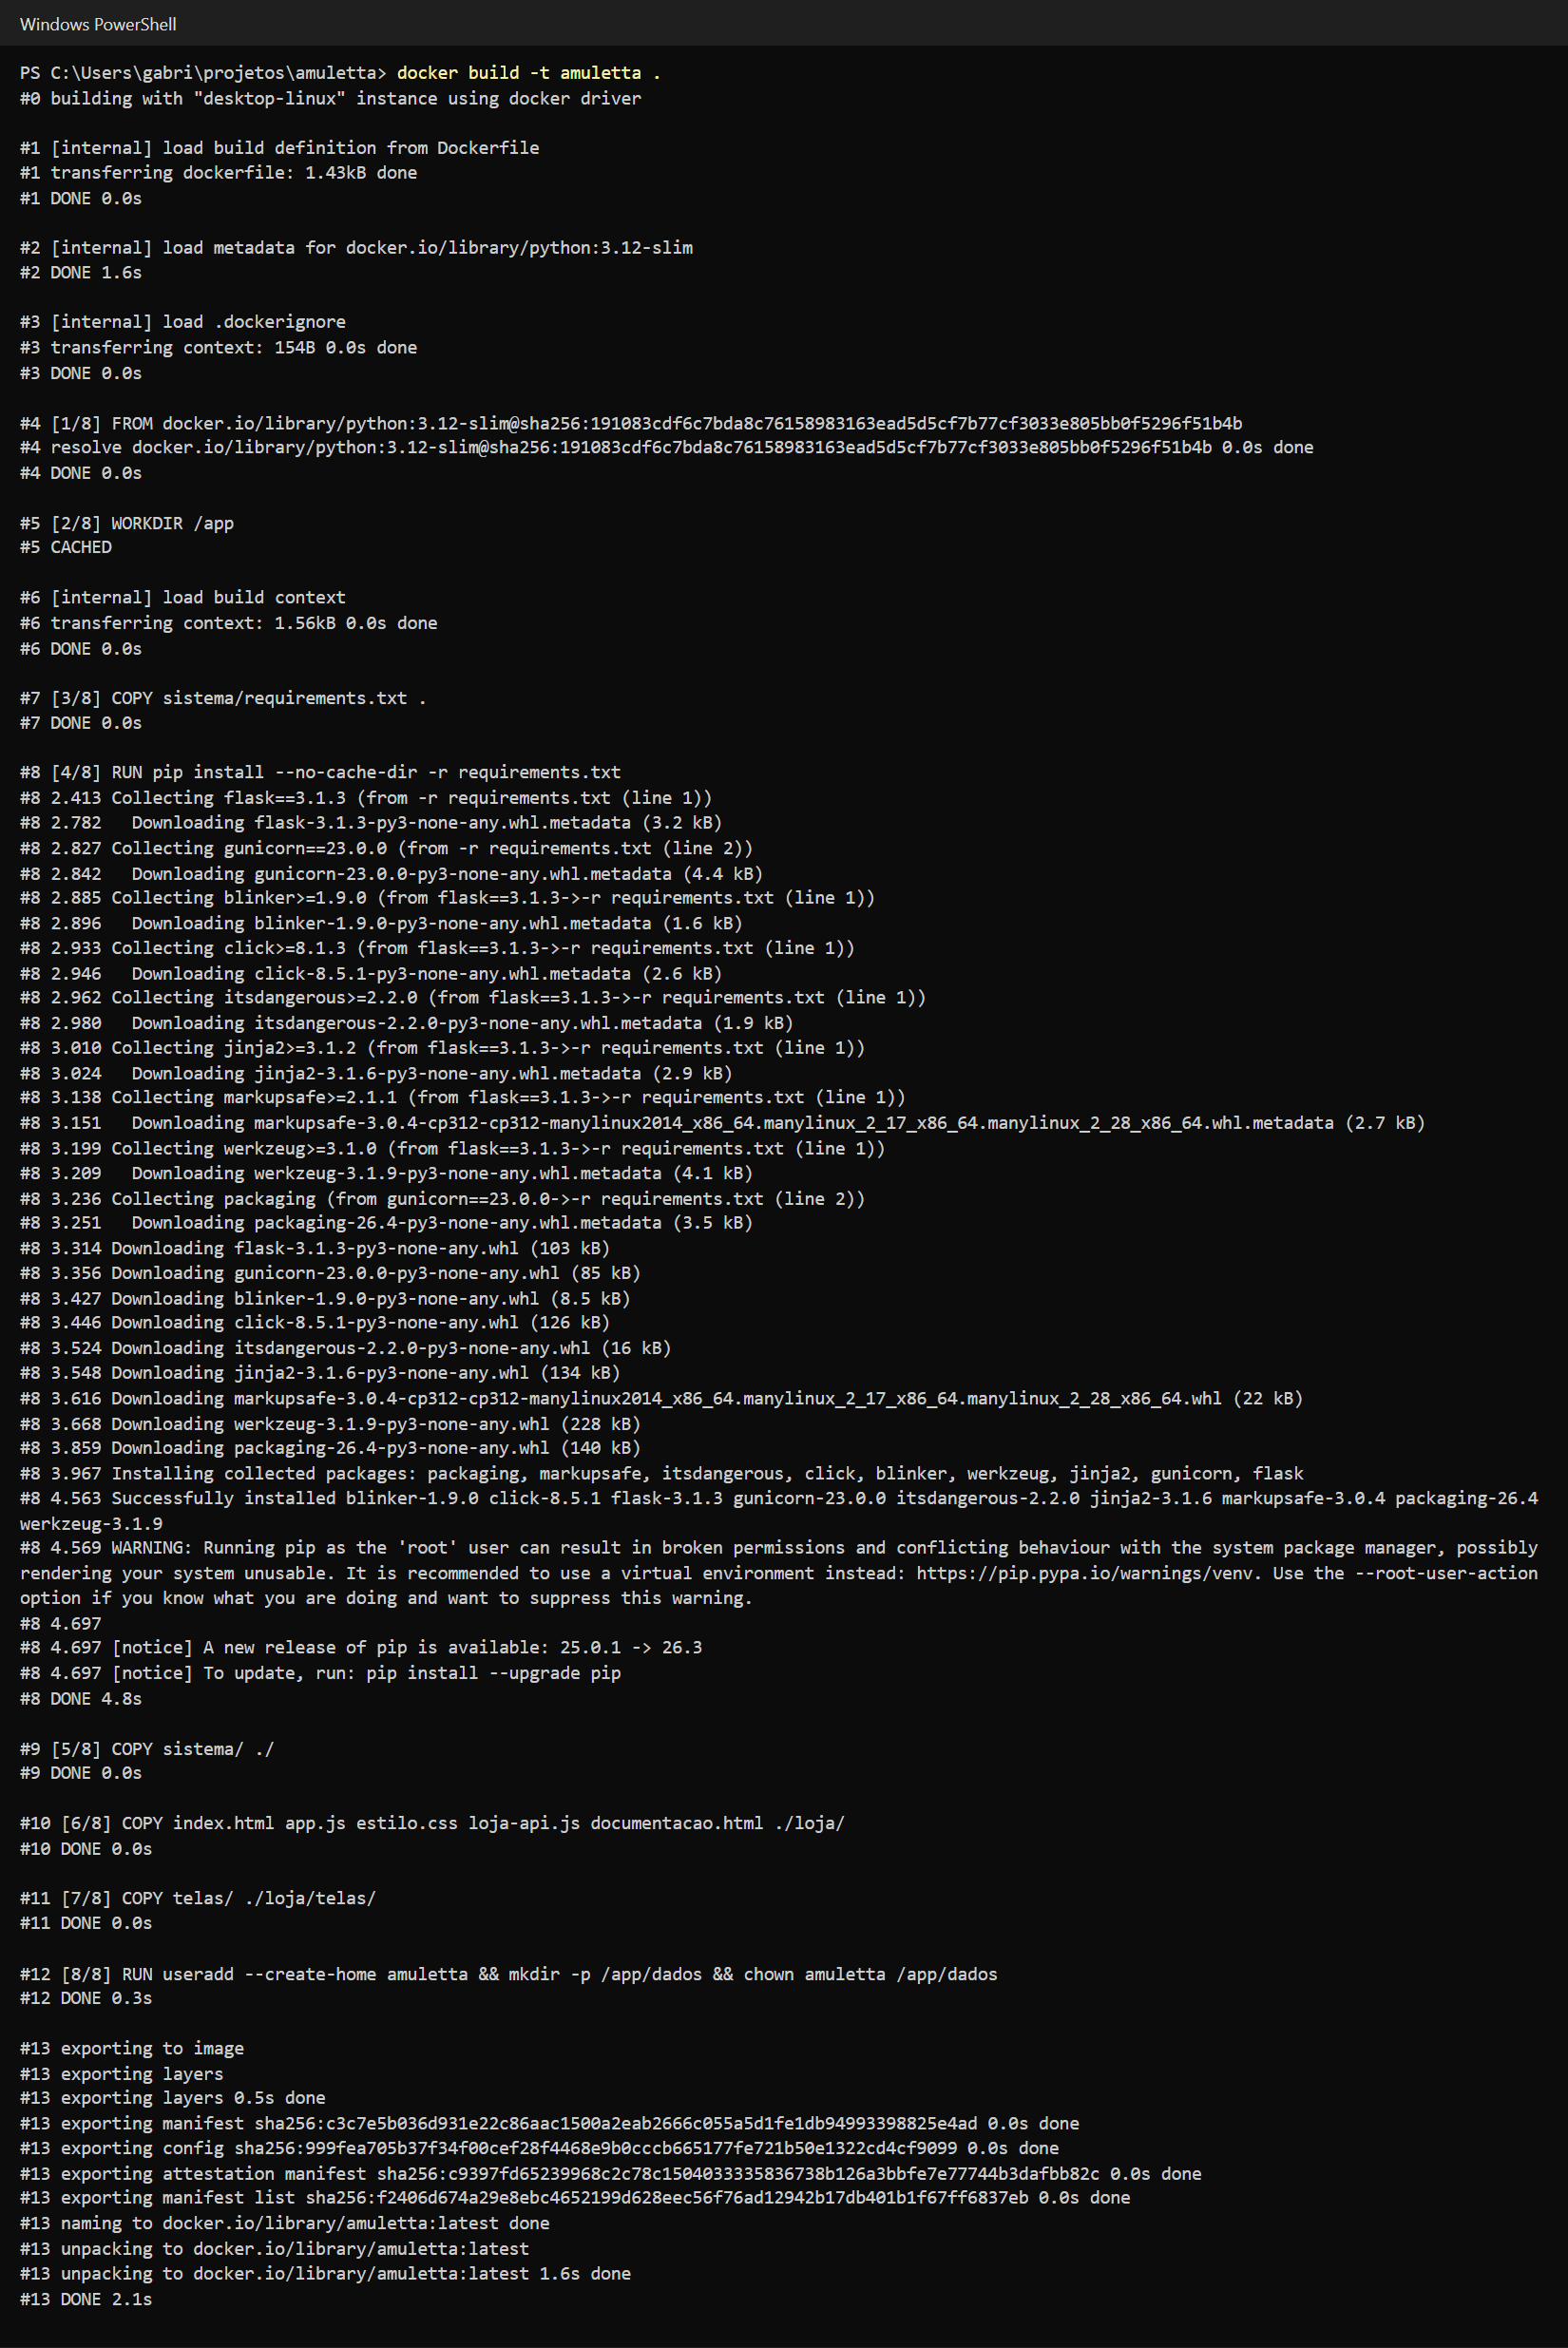 Windows PowerShell
PS C:\Users\gabri\projetos\amuletta> docker build -t amuletta .
#0 building with "desktop-linux" instance using docker driver
#1 [internal] load build definition from Dockerfile
#1 transferring dockerfile: 1.43kB done
#1 DONE 0.0s
#2 [internal] load metadata for docker.io/library/python:3.12-slim
#2 DONE 1.6s
#3 [internal] load .dockerignore
#3 transferring context: 154B 0.0s done
#3 DONE 0.0s
#4 [1/8] FROM docker.io/library/python:3.12-slim@sha256:191083cdf6c7bda8c76158983163ead5d5cf7b77cf3033e805bb0f5296f51b4b
#4 resolve docker.io/library/python:3.12-slim@sha256:191083cdf6c7bda8c76158983163ead5d5cf7b77cf3033e805bb0f5296f51b4b 0.0s done
#4 DONE 0.0s
#5 [2/8] WORKDIR /app
#5 CACHED
#6 [internal] load build context
#6 transferring context: 1.56kB 0.0s done
#6 DONE 0.0s
#7 [3/8] COPY sistema/requirements.txt .
#7 DONE 0.0s
#8 [4/8] RUN pip install --no-cache-dir -r requirements.txt
#8 2.413 Collecting flask==3.1.3 (from -r requirements.txt (line 1))
#8 2.782   Downloading flask-3.1.3-py3-none-any.whl.metadata (3.2 kB)
#8 2.827 Collecting gunicorn==23.0.0 (from -r requirements.txt (line 2))
#8 2.842   Downloading gunicorn-23.0.0-py3-none-any.whl.metadata (4.4 kB)
#8 2.885 Collecting blinker>=1.9.0 (from flask==3.1.3->-r requirements.txt (line 1))
#8 2.896   Downloading blinker-1.9.0-py3-none-any.whl.metadata (1.6 kB)
#8 2.933 Collecting click>=8.1.3 (from flask==3.1.3->-r requirements.txt (line 1))
#8 2.946   Downloading click-8.5.1-py3-none-any.whl.metadata (2.6 kB)
#8 2.962 Collecting itsdangerous>=2.2.0 (from flask==3.1.3->-r requirements.txt (line 1))
#8 2.980   Downloading itsdangerous-2.2.0-py3-none-any.whl.metadata (1.9 kB)
#8 3.010 Collecting jinja2>=3.1.2 (from flask==3.1.3->-r requirements.txt (line 1))
#8 3.024   Downloading jinja2-3.1.6-py3-none-any.whl.metadata (2.9 kB)
#8 3.138 Collecting markupsafe>=2.1.1 (from flask==3.1.3->-r requirements.txt (line 1))
#8 3.151   Downloading markupsafe-3.0.4-cp312-cp312-manylinux2014_x86_64.manylinux_2_17_x86_64.manylinux_2_28_x86_64.whl.metadata (2.7 kB)
#8 3.199 Collecting werkzeug>=3.1.0 (from flask==3.1.3->-r requirements.txt (line 1))
#8 3.209   Downloading werkzeug-3.1.9-py3-none-any.whl.metadata (4.1 kB)
#8 3.236 Collecting packaging (from gunicorn==23.0.0->-r requirements.txt (line 2))
#8 3.251   Downloading packaging-26.4-py3-none-any.whl.metadata (3.5 kB)
#8 3.314 Downloading flask-3.1.3-py3-none-any.whl (103 kB)
#8 3.356 Downloading gunicorn-23.0.0-py3-none-any.whl (85 kB)
#8 3.427 Downloading blinker-1.9.0-py3-none-any.whl (8.5 kB)
#8 3.446 Downloading click-8.5.1-py3-none-any.whl (126 kB)
#8 3.524 Downloading itsdangerous-2.2.0-py3-none-any.whl (16 kB)
#8 3.548 Downloading jinja2-3.1.6-py3-none-any.whl (134 kB)
#8 3.616 Downloading markupsafe-3.0.4-cp312-cp312-manylinux2014_x86_64.manylinux_2_17_x86_64.manylinux_2_28_x86_64.whl (22 kB)
#8 3.668 Downloading werkzeug-3.1.9-py3-none-any.whl (228 kB)
#8 3.859 Downloading packaging-26.4-py3-none-any.whl (140 kB)
#8 3.967 Installing collected packages: packaging, markupsafe, itsdangerous, click, blinker, werkzeug, jinja2, gunicorn, flask
#8 4.563 Successfully installed blinker-1.9.0 click-8.5.1 flask-3.1.3 gunicorn-23.0.0 itsdangerous-2.2.0 jinja2-3.1.6 markupsafe-3.0.4 packaging-26.4
werkzeug-3.1.9
#8 4.569 WARNING: Running pip as the 'root' user can result in broken permissions and conflicting behaviour with the system package manager, possibly
rendering your system unusable. It is recommended to use a virtual environment instead: https://pip.pypa.io/warnings/venv. Use the --root-user-action
option if you know what you are doing and want to suppress this warning.
#8 4.697
#8 4.697 [notice] A new release of pip is available: 25.0.1 -> 26.3
#8 4.697 [notice] To update, run: pip install --upgrade pip
#8 DONE 4.8s
#9 [5/8] COPY sistema/ ./
#9 DONE 0.0s
#10 [6/8] COPY index.html app.js estilo.css loja-api.js documentacao.html ./loja/
#10 DONE 0.0s
#11 [7/8] COPY telas/ ./loja/telas/
#11 DONE 0.0s
#12 [8/8] RUN useradd --create-home amuletta && mkdir -p /app/dados && chown amuletta /app/dados
#12 DONE 0.3s
#13 exporting to image
#13 exporting layers
#13 exporting layers 0.5s done
#13 exporting manifest sha256:c3c7e5b036d931e22c86aac1500a2eab2666c055a5d1fe1db94993398825e4ad 0.0s done
#13 exporting config sha256:999fea705b37f34f00cef28f4468e9b0cccb665177fe721b50e1322cd4cf9099 0.0s done
#13 exporting attestation manifest sha256:c9397fd65239968c2c78c1504033335836738b126a3bbfe7e77744b3dafbb82c 0.0s done
#13 exporting manifest list sha256:f2406d674a29e8ebc4652199d628eec56f76ad12942b17db401b1f67ff6837eb 0.0s done
#13 naming to docker.io/library/amuletta:latest done
#13 unpacking to docker.io/library/amuletta:latest
#13 unpacking to docker.io/library/amuletta:latest 1.6s done
#13 DONE 2.1s